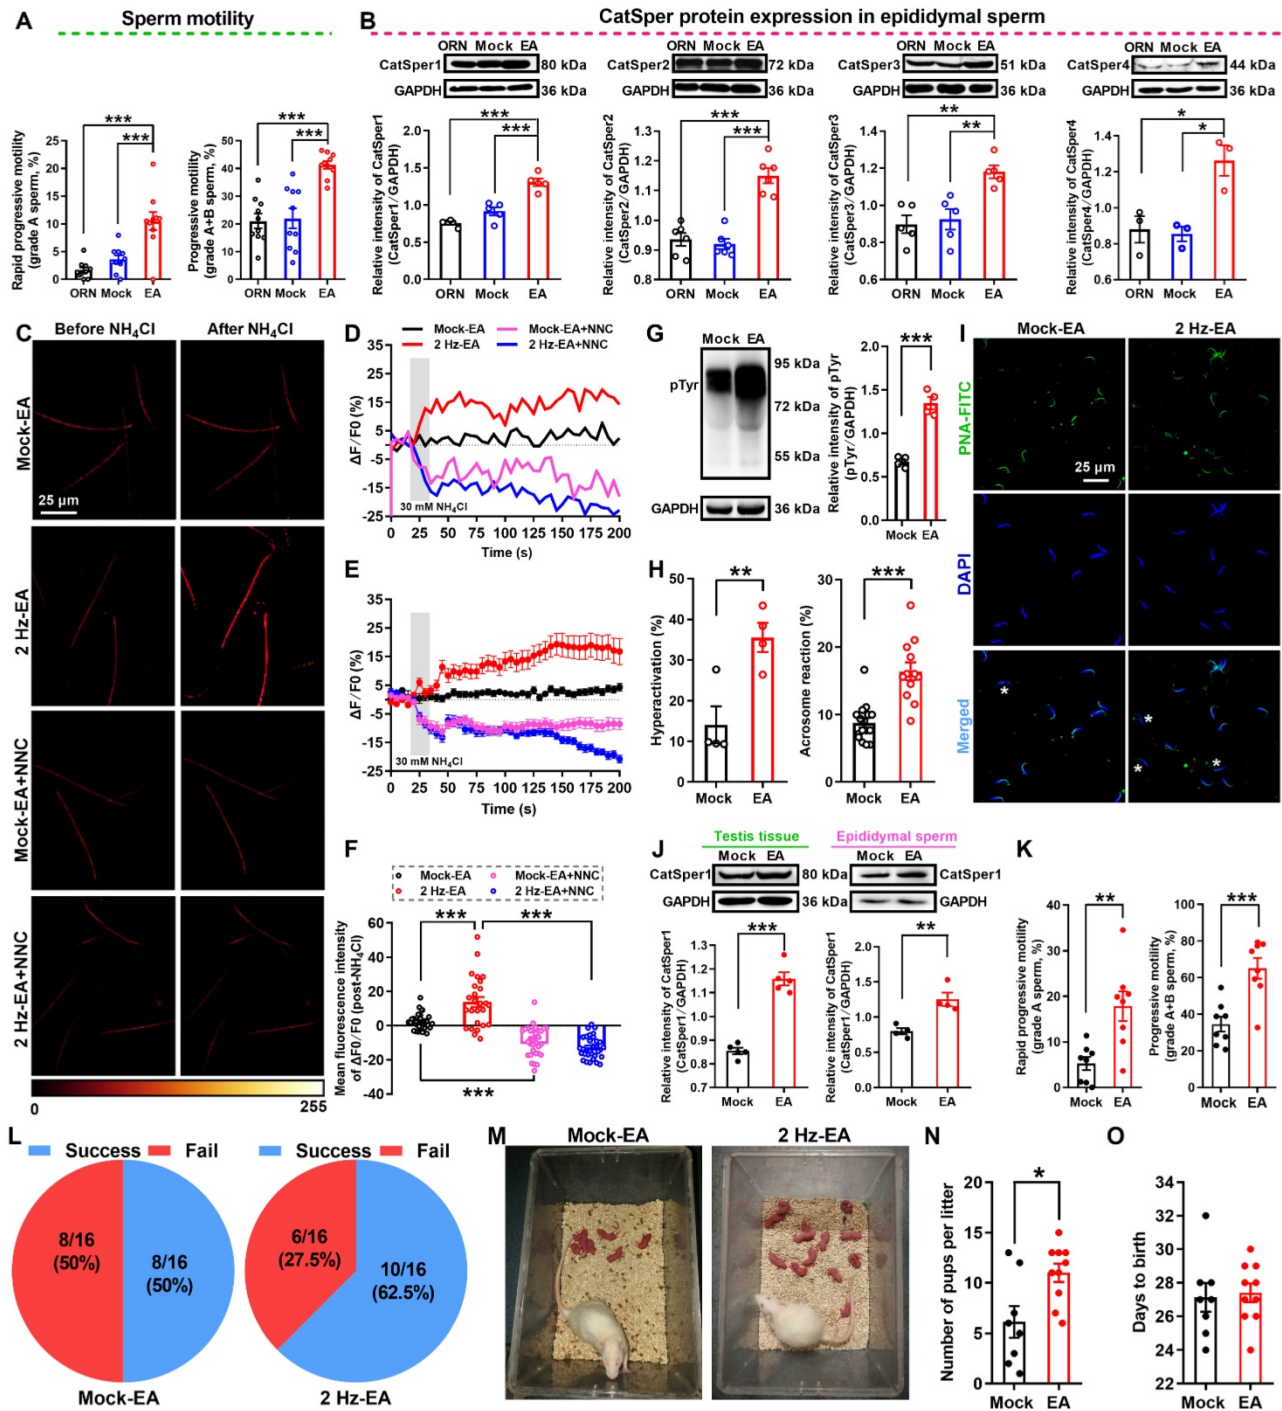 A
Sperm motility
Rapid progressive motility
(grade A sperm, %)
25
20
15
10
5
0
***
***
ORN Mock EA
Progressive motility
(grade A+B sperm, %)
50
40
30
20
10
0
***
***
ORN Mock EA
B
CatSper protein expression in epididymal sperm
ORN Mock EA
CatSper1 80 kDa
GAPDH 36 kDa
Relative intensity of CatSper1
(CatSper1/GAPDH)
2.0
1.5
1.0
0.5
0.0
***
***
ORN Mock EA
ORN Mock EA
CatSper2 72 kDa
GAPDH 36 kDa
Relative intensity of CatSper2
(CatSper2/GAPDH)
1.3
1.2
1.1
1.0
0.9
0.8
***
***
ORN Mock EA
ORN Mock EA
CatSper3 51 kDa
GAPDH 36 kDa
Relative intensity of CatSper3
(CatSper3/GAPDH)
1.4
1.2
1.0
0.8
0.6
**
**
ORN Mock EA
ORN Mock EA
CatSper4 44 kDa
GAPDH 36 kDa
Relative intensity of CatSper4
(CatSper4/GAPDH)
1.4
1.2
1.0
0.8
0.6
*
*
ORN Mock EA
C
Before NH4Cl After NH4Cl
Mock-EA
25 µm
2 Hz-EA
Mock-EA+NNC
2 Hz-EA+NNC
0 255
D
Mock-EA Mock-EA+NNC
2 Hz-EA 2 Hz-EA+NNC
ΔF/F0 (%)
35
25
15
5
-5
-15
-25
30 mM NH4Cl
0 25 50 75 100 125 150 175 200
Time (s)
E
ΔF/F0 (%)
35
25
15
5
-5
-15
-25
30 mM NH4Cl
0 25 50 75 100 125 150 175 200
Time (s)
F
Mock-EA Mock-EA+NNC
2 Hz-EA 2 Hz-EA+NNC
Mean fluorescence intensity
of ΔF/F0 (post-NH4Cl)
60
40
20
0
-20
-40
*** ***
***
G
Mock EA
pTyr
95 kDa
72 kDa
55 kDa
GAPDH 36 kDa
Relative intensity of pTyr
(pTyr/GAPDH)
2.0
1.5
1.0
0.5
0.0
***
Mock EA
H
Hyperactivation (%)
50
40
30
20
10
0
**
Mock EA
Acrosome reaction (%)
30
20
10
0
***
Mock EA
I
Mock-EA 2 Hz-EA
PNA-FITC
25 µm
DAPI
Merged
*
*
*
*
J
Testis tissue Epididymal sperm
Mock EA Mock EA
CatSper1 80 kDa CatSper1
GAPDH 36 kDa GAPDH
Relative intensity of CatSper1
(CatSper1/GAPDH)
1.3
1.2
1.1
1.0
0.9
0.8
0.7
***
Mock EA
Relative intensity of CatSper1
(CatSper1/GAPDH)
2.0
1.5
1.0
0.5
0.0
**
Mock EA
K
Rapid progressive motility
(grade A sperm, %)
40
30
20
10
0
**
Mock EA
Progressive motility
(grade A+B sperm, %)
100
80
60
40
20
0
***
Mock EA
L
Success Fail Success Fail
8/16
(50%)
8/16
(50%)
6/16
(27.5%)
10/16
(62.5%)
Mock-EA 2 Hz-EA
M
Mock-EA 2 Hz-EA
N
Number of pups per litter
20
15
10
5
0
*
Mock EA
O
Days to birth
34
32
30
28
26
24
22
Mock EA